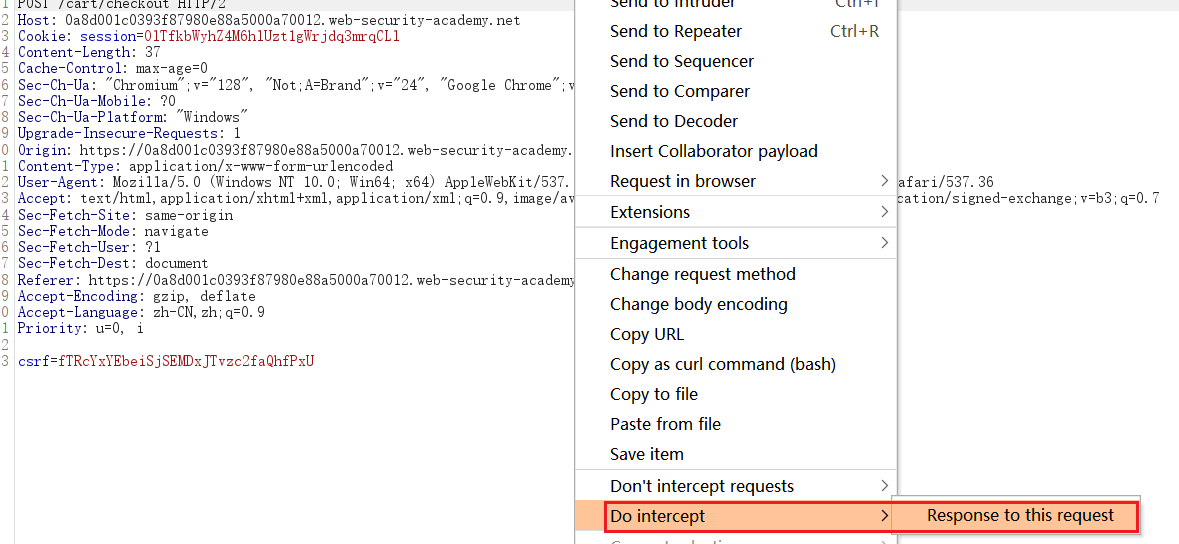 1 POST /cart/checkout HTTP/2
2 Host: 0a8d001c0393f87980e88a5000a70012.web-security-academy.net
3 Cookie: session=OlTfkbWyhZ4M6hlUzt1gWrjdq3mrqCLl
4 Content-Length: 37
5 Cache-Control: max-age=0
6 Sec-Ch-Ua: "Chromium";v="128", "Not;A=Brand";v="24", "Google Chrome";v
7 Sec-Ch-Ua-Mobile: ?0
8 Sec-Ch-Ua-Platform: "Windows"
9 Upgrade-Insecure-Requests: 1
0 Origin: https://0a8d001c0393f87980e88a5000a70012.web-security-academy.
1 Content-Type: application/x-www-form-urlencoded
2 User-Agent: Mozilla/5.0 (Windows NT 10.0; Win64; x64) AppleWebKit/537. afari/537.36
3 Accept: text/html,application/xhtml+xml,application/xml;q=0.9,image/av cation/signed-exchange;v=b3;q=0.7
4 Sec-Fetch-Site: same-origin
5 Sec-Fetch-Mode: navigate
6 Sec-Fetch-User: ?1
7 Sec-Fetch-Dest: document
8 Referer: https://0a8d001c0393f87980e88a5000a70012.web-security-academy
9 Accept-Encoding: gzip, deflate
0 Accept-Language: zh-CN,zh;q=0.9
1 Priority: u=0, i
2
3 csrf=fTRcYxYEbeiSjSEMDxJTvzc2faQhfPxU
Send to Intruder Ctrl+I
Send to Repeater Ctrl+R
Send to Sequencer
Send to Comparer
Send to Decoder
Insert Collaborator payload
Request in browser
Extensions
Engagement tools
Change request method
Change body encoding
Copy URL
Copy as curl command (bash)
Copy to file
Paste from file
Save item
Don't intercept requests
Do intercept
Response to this request